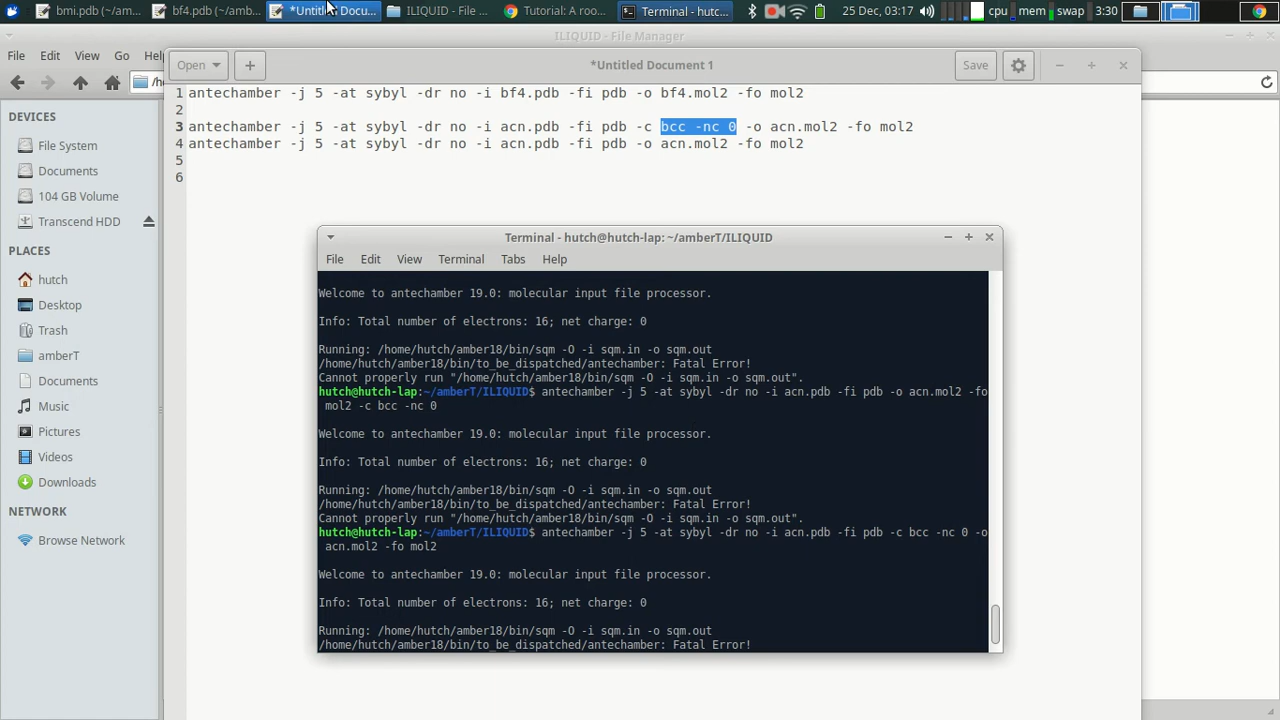 bmi.pdb (~/am...
bf4.pdb (~/amb...
*Untitled Docu...
ILIQUID - File ...
Tutorial: A roo...
Terminal - hutc...
25 Dec, 03:17
cpu
mem
swap
3:30
ILIQUID - File Manager
File Edit View Go Help
Open
*Untitled Document 1
Save
DEVICES
File System
Documents
104 GB Volume
Transcend HDD
PLACES
hutch
Desktop
Trash
amberT
Documents
Music
Pictures
Videos
Downloads
NETWORK
Browse Network
1 antechamber -j 5 -at sybyl -dr no -i bf4.pdb -fi pdb -o bf4.mol2 -fo mol2
2
3 antechamber -j 5 -at sybyl -dr no -i acn.pdb -fi pdb -c bcc -nc 0 -o acn.mol2 -fo mol2
4 antechamber -j 5 -at sybyl -dr no -i acn.pdb -fi pdb -o acn.mol2 -fo mol2
5
6
Terminal - hutch@hutch-lap: ~/amberT/ILIQUID
File Edit View Terminal Tabs Help
Welcome to antechamber 19.0: molecular input file processor.
Info: Total number of electrons: 16; net charge: 0
Running: /home/hutch/amber18/bin/sqm -O -i sqm.in -o sqm.out
/home/hutch/amber18/bin/to_be_dispatched/antechamber: Fatal Error!
Cannot properly run "/home/hutch/amber18/bin/sqm -O -i sqm.in -o sqm.out".
hutch@hutch-lap:~/amberT/ILIQUID$ antechamber -j 5 -at sybyl -dr no -i acn.pdb -fi pdb -o acn.mol2 -fo
mol2 -c bcc -nc 0
Welcome to antechamber 19.0: molecular input file processor.
Info: Total number of electrons: 16; net charge: 0
Running: /home/hutch/amber18/bin/sqm -O -i sqm.in -o sqm.out
/home/hutch/amber18/bin/to_be_dispatched/antechamber: Fatal Error!
Cannot properly run "/home/hutch/amber18/bin/sqm -O -i sqm.in -o sqm.out".
hutch@hutch-lap:~/amberT/ILIQUID$ antechamber -j 5 -at sybyl -dr no -i acn.pdb -fi pdb -c bcc -nc 0 -o
acn.mol2 -fo mol2
Welcome to antechamber 19.0: molecular input file processor.
Info: Total number of electrons: 16; net charge: 0
Running: /home/hutch/amber18/bin/sqm -O -i sqm.in -o sqm.out
/home/hutch/amber18/bin/to_be_dispatched/antechamber: Fatal Error!